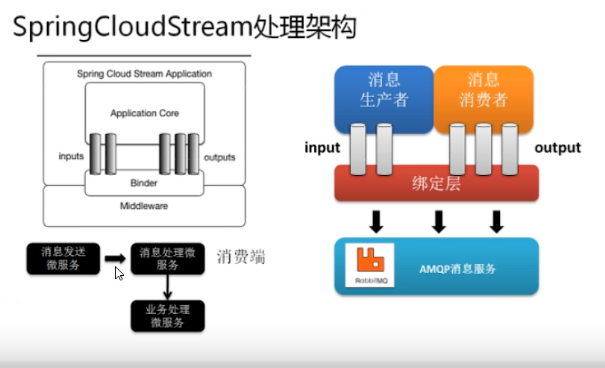 SpringCloudStream处理架构
Spring Cloud Stream Application
Application Core
inputs
outputs
Binder
Middleware
消息发送
微服务
消息处理微
服务
消费端
业务处理
微服务
消息
生产者
消息
消费者
input
output
绑定层
RabbitMQ
AMQP消息服务